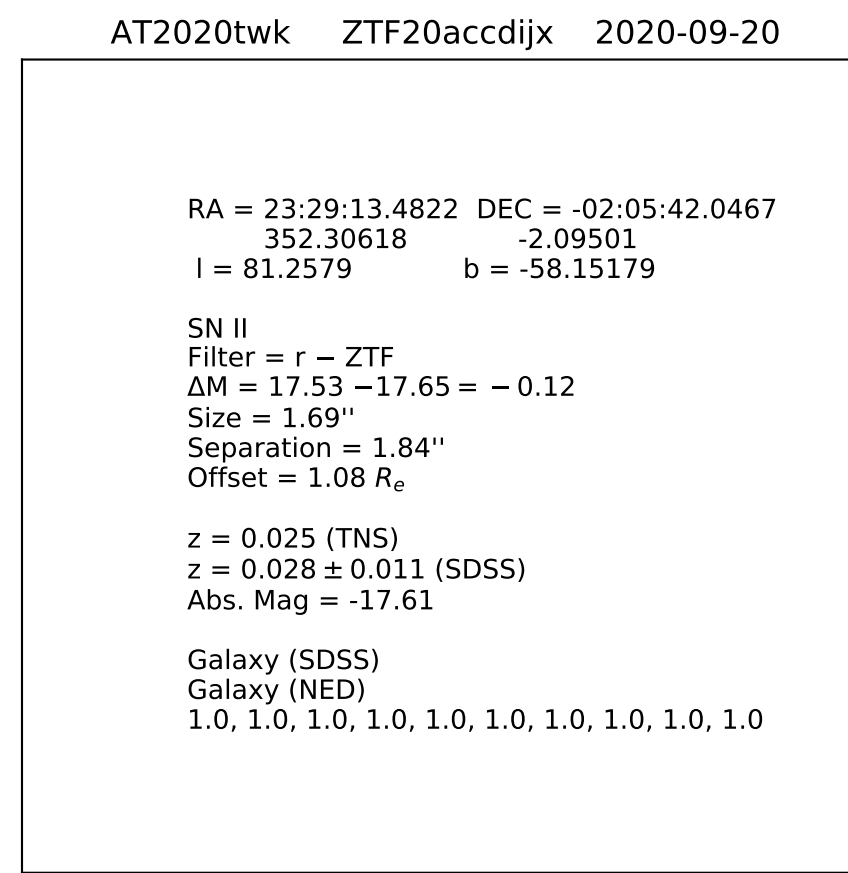 AT2020twk ZTF20accdijx 2020-09-20
RA = 23:29:13.4822 DEC = -02:05:42.0467
352.30618 -2.09501
l = 81.2579 b = -58.15179
SN II
Filter = r − ZTF
ΔM = 17.53 −17.65 = − 0.12
Size = 1.69''
Separation = 1.84''
Offset = 1.08 Rₑ
z = 0.025 (TNS)
z = 0.028 ± 0.011 (SDSS)
Abs. Mag = -17.61
Galaxy (SDSS)
Galaxy (NED)
1.0, 1.0, 1.0, 1.0, 1.0, 1.0, 1.0, 1.0, 1.0, 1.0